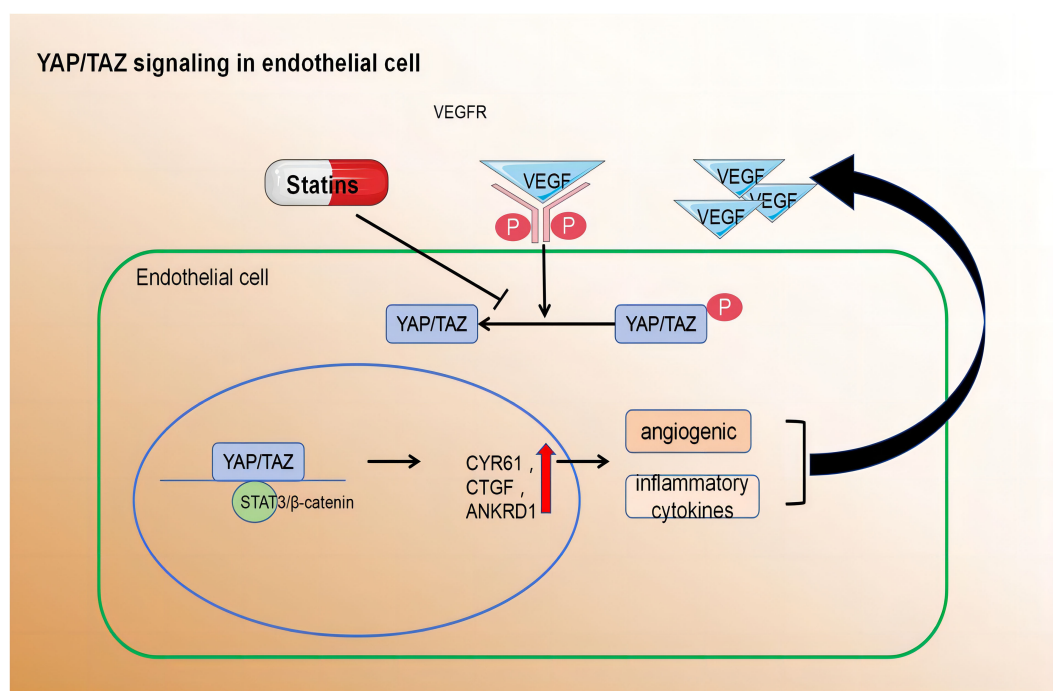 YAP/TAZ signaling in endothelial cell
VEGFR
Statins
VEGF
P
P
VEGF
VEGF
VEGF
Endothelial cell
YAP/TAZ
YAP/TAZ
P
YAP/TAZ
STAT3/β-catenin
CYR61 ,
CTGF ,
ANKRD1
angiogenic
inflammatory
cytokines